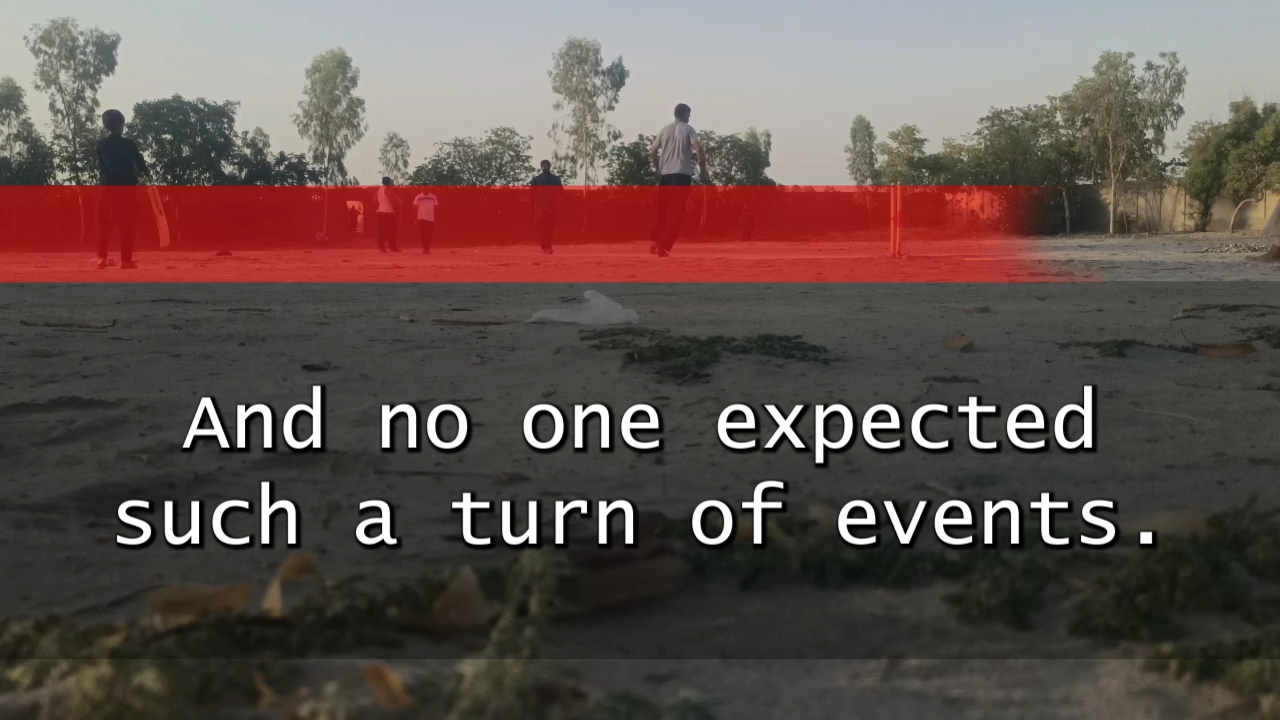 And no one expected
such a turn of events.